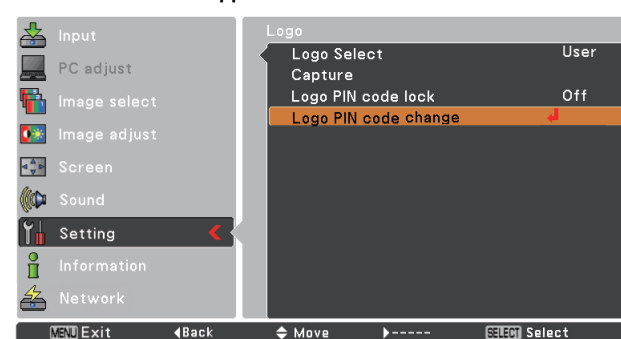 Input
PC adjust
Image select
Image adjust
Screen
Sound
Setting
Information
Network
Logo
Logo Select User
Capture
Logo PIN code lock Off
Logo PIN code change
MENU Exit Back Move ----- SELECT Select